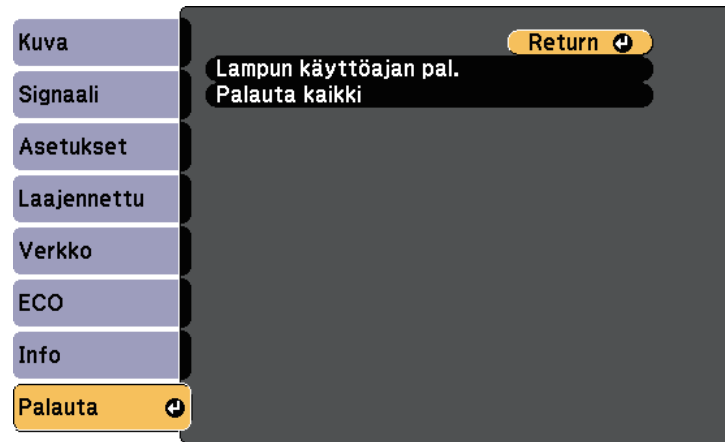 Kuva
Signaali
Asetukset
Laajennettu
Verkko
ECO
Info
Palauta
Return
Lampun käyttöajan pal.
Palauta kaikki